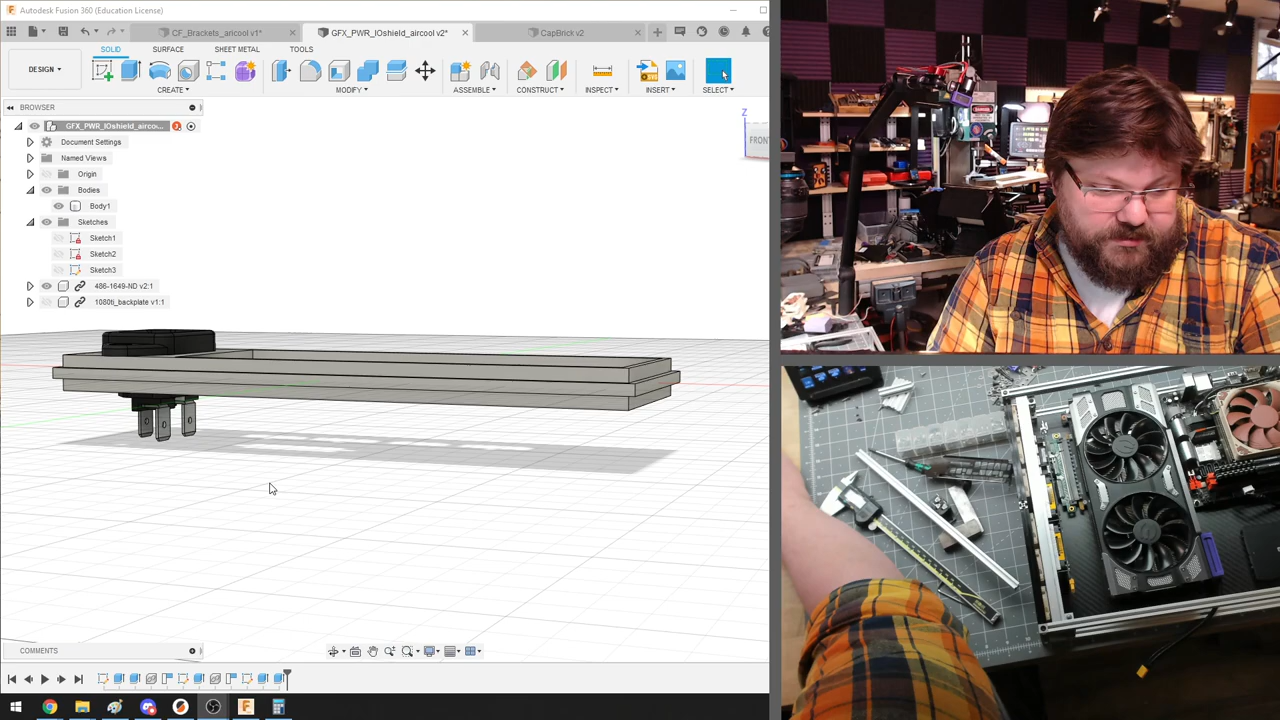 Autodesk Fusion 360 (Education License)
CF_Brackets_aricool v1*
GFX_PWR_IOshield_aircool v2*
CapBrick v2
SOLID
SURFACE
SHEET METAL
TOOLS
DESIGN
CREATE
MODIFY
ASSEMBLE
CONSTRUCT
INSPECT
INSERT
SELECT
BROWSER
GFX_PWR_IOshield_aircoo...
Document Settings
Named Views
Origin
Bodies
Body1
Sketches
Sketch1
Sketch2
Sketch3
486-1649-ND v2:1
1080ti_backplate v1:1
Z
FRONT
COMMENTS